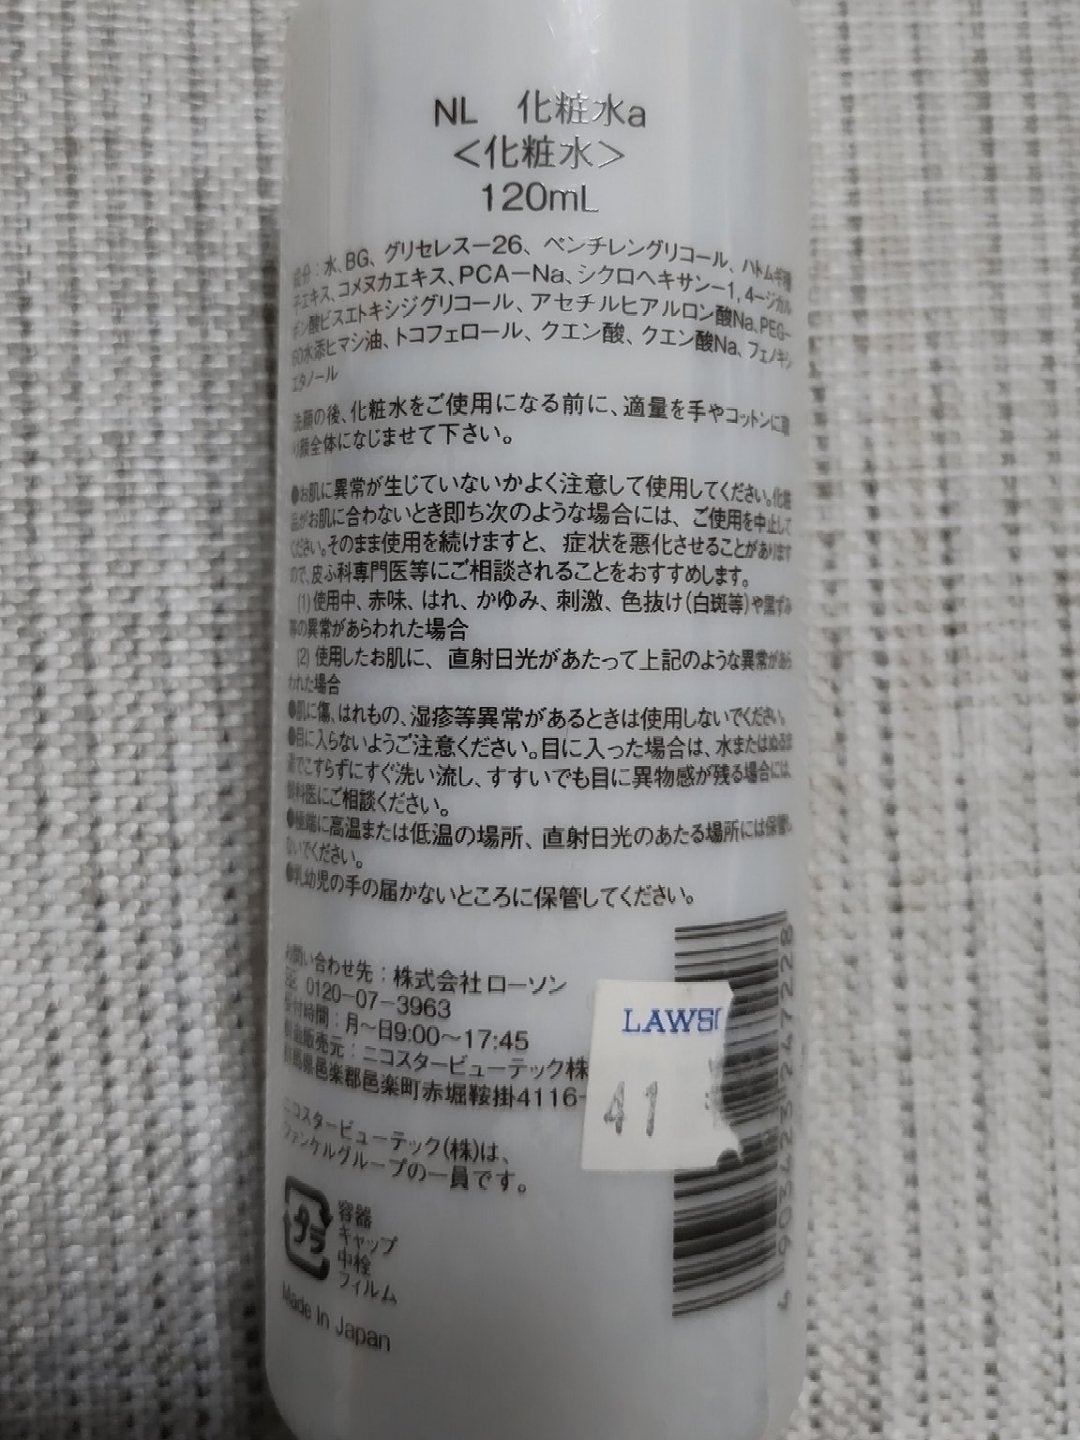 NL 化粧水a
<化粧水>
120mL
成分：水、BG、グリセレス－26、ペンチレングリコール、ハトムギ種
子エキス、コメヌカエキス、PCA－Na、シクロヘキサン－1,4－ジカル
ボン酸ビスエトキシジグリコール、アセチルヒアルロン酸Na、PEG－
60水添ヒマシ油、トコフェロール、クエン酸、クエン酸Na、フェノキシ
エタノール
洗顔の後、化粧水をご使用になる前に、適量を手やコットンに取
り顔全体になじませて下さい。
●お肌に異常が生じていないかよく注意して使用してください。化粧
品がお肌に合わないとき即ち次のような場合には、ご使用を中止して
ください。そのまま使用を続けますと、症状を悪化させることがあります
ので、皮ふ科専門医等にご相談されることをおすすめします。
(1)使用中、赤味、はれ、かゆみ、刺激、色抜け(白斑等)や黒ずみ
等の異常があらわれた場合
(2)使用したお肌に、直射日光があたって上記のような異常があら
われた場合
●肌に傷、はれもの、湿疹等異常があるときは使用しないでください。
●目に入らないようご注意ください。目に入った場合は、水またはぬるま
湯でこすらずにすぐ洗い流し、すすいでも目に異物感が残る場合には、
眼科医にご相談ください。
●極端に高温または低温の場所、直射日光のあたる場所には保管し
ないでください。
●乳幼児の手の届かないところに保管してください。
お問い合わせ先：株式会社ローソン
TEL 0120－07－3963
受付時間：月～日9:00～17:45
製造販売元：ニコスタービューテック株
群馬県邑楽郡邑楽町赤堀鞍掛4116-
ニコスタービューテック(株)は、
ファンケルグループの一員です。
プラ
容器
キャップ
中栓
フィルム
Made In Japan
LAWSO
41